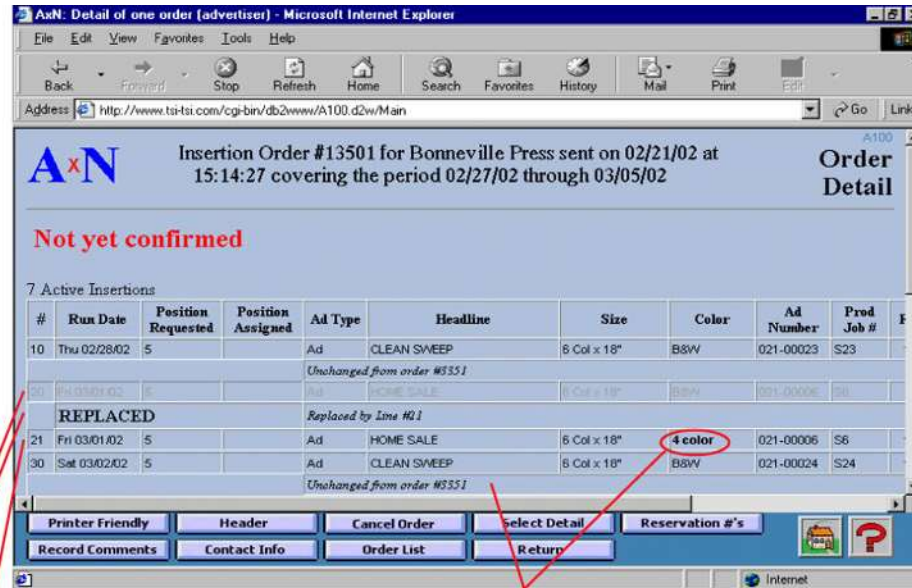 AxN: Detail of one order (advertiser) - Microsoft Internet Explorer
File Edit View Favorites Tools Help
Back Forward Stop Refresh Home Search Favorites History Mail Print Edit
Address http://www.tsi-tsi.com/cgi-bin/db2www/A100.d2w/Main Go Link
A100
AxN
Insertion Order #13501 for Bonneville Press sent on 02/21/02 at
15:14:27 covering the period 02/27/02 through 03/05/02
Order
Detail
Not yet confirmed
7 Active Insertions
# Run Date Position Requested Position Assigned Ad Type Headline Size Color Ad Number Prod Job #
10 Thu 02/28/02 5 Ad CLEAN SWEEP 6 Col x 18" B&W 021-00023 S23
Unchanged from order #3351
20 Fri 03/01/02 5 Ad HOME SALE 6 Col x 18" B&W 021-00006 S6
REPLACED Replaced by Line #21
21 Fri 03/01/02 5 Ad HOME SALE 6 Col x 18" 4 color 021-00006 S6
30 Sat 03/02/02 5 Ad CLEAN SWEEP 6 Col x 18" B&W 021-00024 S24
Unchanged from order #3351
Printer Friendly Header Cancel Order Select Detail Reservation #'s
Record Comments Contact Info Order List Return
Internet